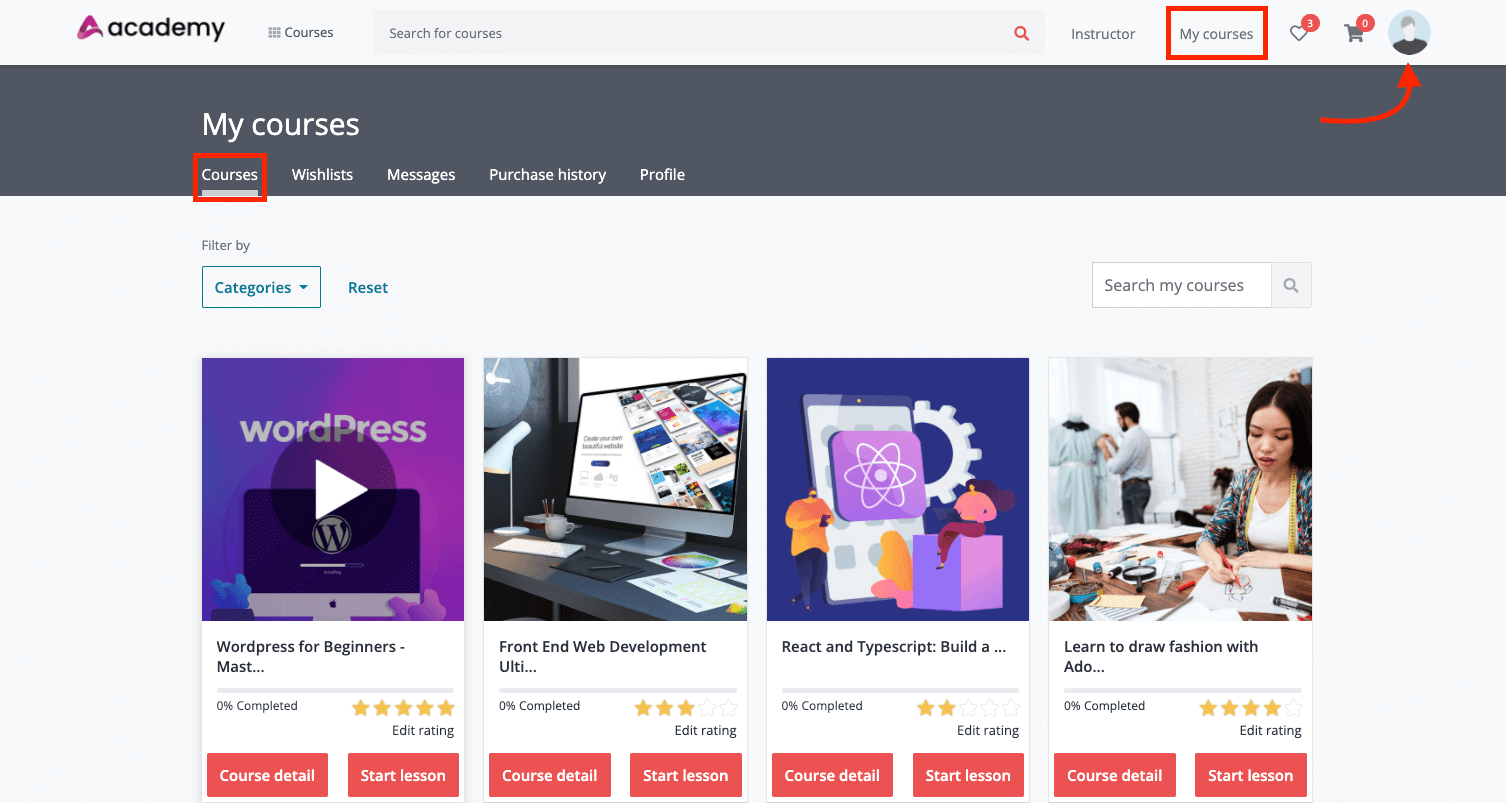 academy
Courses
Search for courses
Instructor
My courses
3
0
My courses
Courses
Wishlists
Messages
Purchase history
Profile
Filter by
Categories
Reset
Search my courses
wordPress
Create your own
beautiful website
Wordpress for Beginners -
Mast...
0% Completed
Edit rating
Course detail
Start lesson
Front End Web Development
Ulti...
0% Completed
Edit rating
Course detail
Start lesson
React and Typescript: Build a ...
0% Completed
Edit rating
Course detail
Start lesson
Learn to draw fashion with
Ado...
0% Completed
Edit rating
Course detail
Start lesson